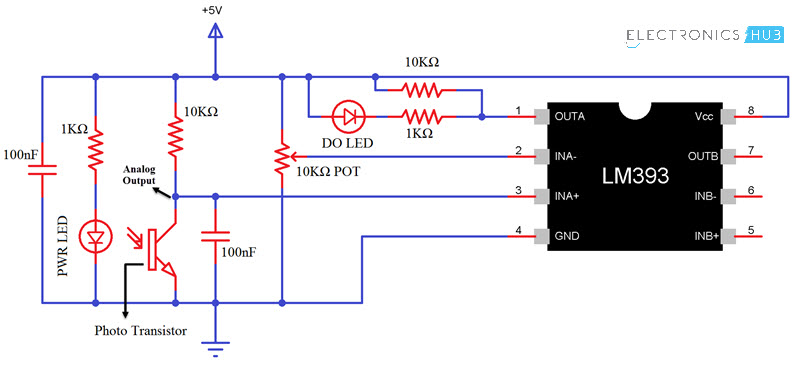 +5V
ELECTRONICS HUB
10KΩ
1KΩ
10KΩ
100nF
1KΩ
DO LED
Analog
Output
10KΩ POT
PWR LED
100nF
Photo Transistor
1 OUTA Vcc 8
2 INA- OUTB 7
LM393
3 INA+ INB- 6
4 GND INB+ 5